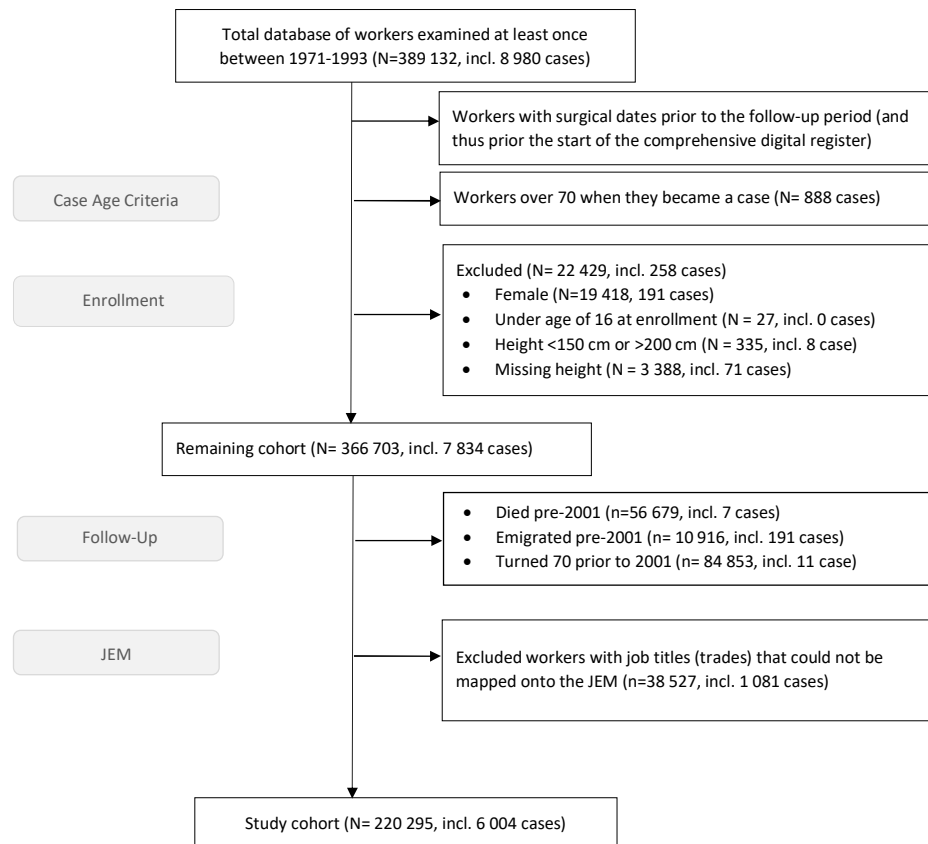 Total database of workers examined at least once
between 1971-1993 (N=389 132, incl. 8 980 cases)
Workers with surgical dates prior to the follow-up period (and
thus prior the start of the comprehensive digital register)
Case Age Criteria
Workers over 70 when they became a case (N= 888 cases)
Enrollment
Excluded (N= 22 429, incl. 258 cases)
• Female (N=19 418, 191 cases)
• Under age of 16 at enrollment (N = 27, incl. 0 cases)
• Height <150 cm or >200 cm (N = 335, incl. 8 case)
• Missing height (N = 3 388, incl. 71 cases)
Remaining cohort (N= 366 703, incl. 7 834 cases)
Follow-Up
• Died pre-2001 (n=56 679, incl. 7 cases)
• Emigrated pre-2001 (n= 10 916, incl. 191 cases)
• Turned 70 prior to 2001 (n= 84 853, incl. 11 case)
JEM
Excluded workers with job titles (trades) that could not be
mapped onto the JEM (n=38 527, incl. 1 081 cases)
Study cohort (N= 220 295, incl. 6 004 cases)